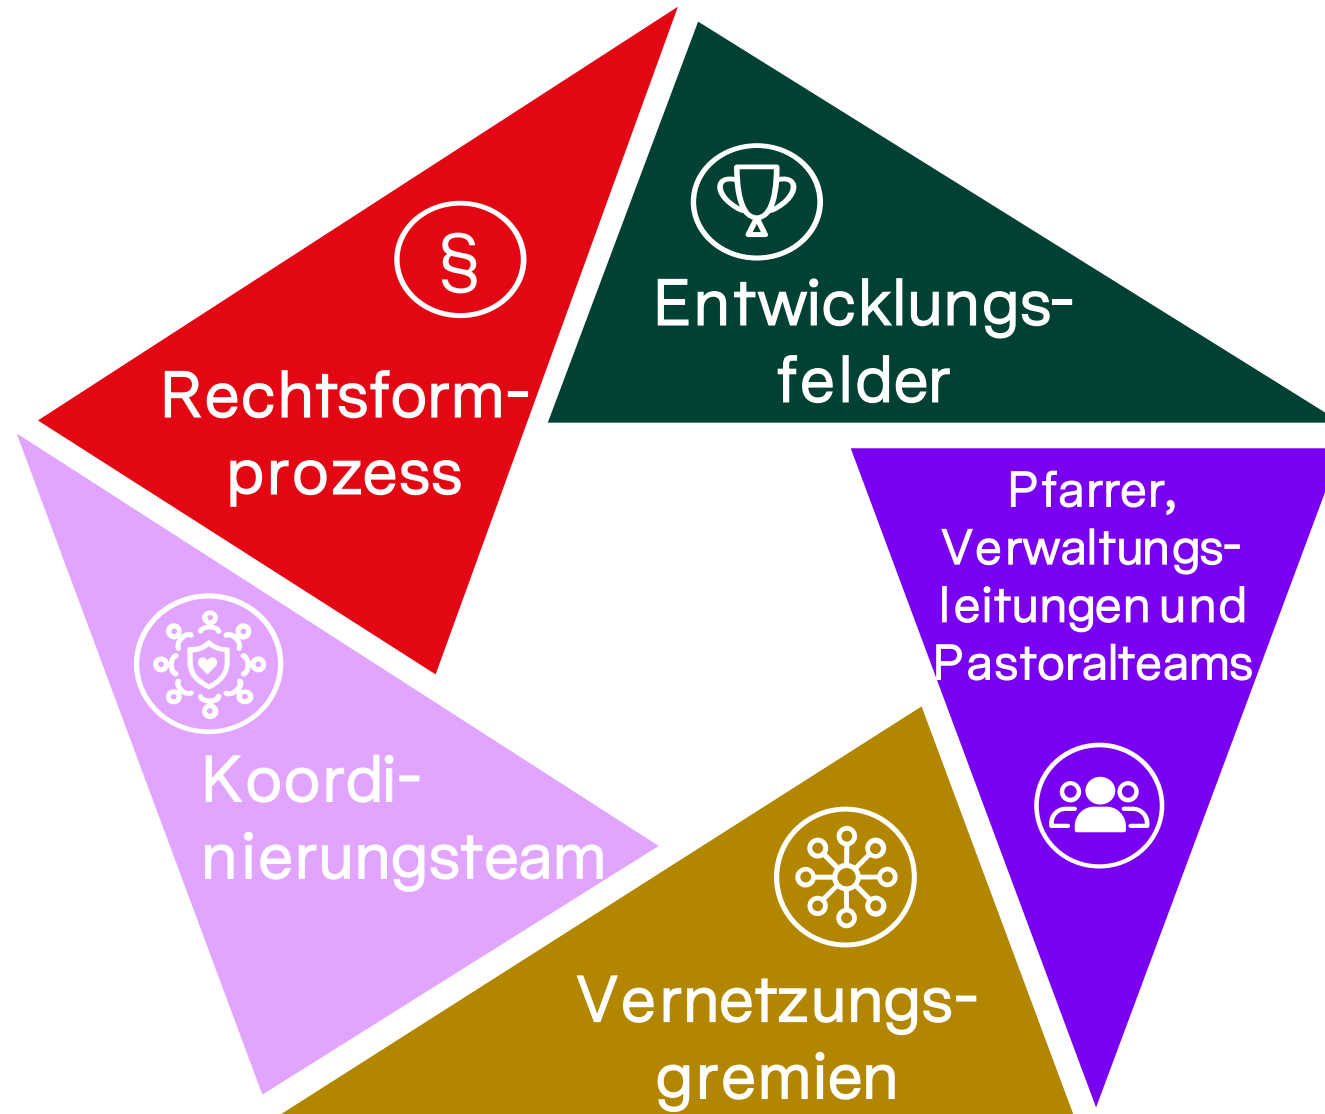 §
Rechtsform-
prozess
Entwicklungs-
felder
Pfarrer,
Verwaltungs-
leitungen und
Pastoralteams
Koordi-
nierungsteam
Vernetzungs-
gremien